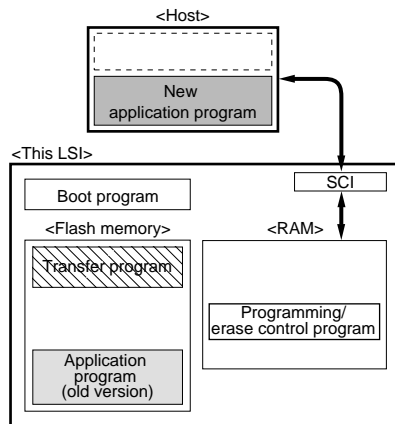 <Host>
New
application program
<This LSI>
SCI
Boot program
<Flash memory>
<RAM>
Transfer program
Programming/
erase control program
Application
program
(old version)